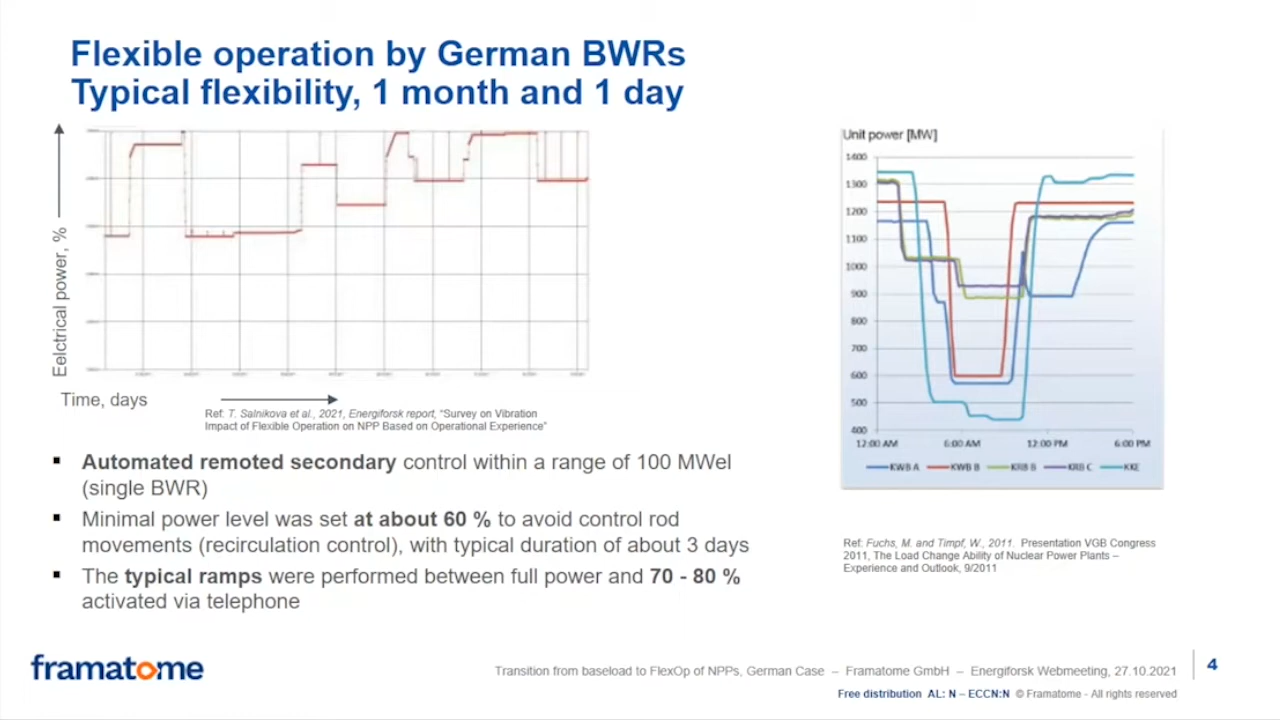 Flexible operation by German BWRs
Typical flexibility, 1 month and 1 day
Eelctrical power, %
Time, days
Ref: T. Salnikova et al., 2021, Energiforsk report, "Survey on Vibration
Impact of Flexible Operation on NPP Based on Operational Experience"
Unit power [MW]
1400
1300
1200
1100
1000
900
800
700
600
500
400
12:00 AM 6:00 AM 12:00 PM 6:00 PM
KWB A KWB B KRB B KRB C KKE
Ref: Fuchs, M. and Timpf, W., 2011. Presentation VGB Congress
2011, The Load Change Ability of Nuclear Power Plants –
Experience and Outlook, 9/2011
▪ Automated remoted secondary control within a range of 100 MWel
(single BWR)
▪ Minimal power level was set at about 60 % to avoid control rod
movements (recirculation control), with typical duration of about 3 days
▪ The typical ramps were performed between full power and 70 - 80 %
activated via telephone
framatome
Transition from baseload to FlexOp of NPPs, German Case – Framatome GmbH – Energiforsk Webmeeting, 27.10.2021
4
Free distribution AL: N – ECCN:N © Framatome - All rights reserved